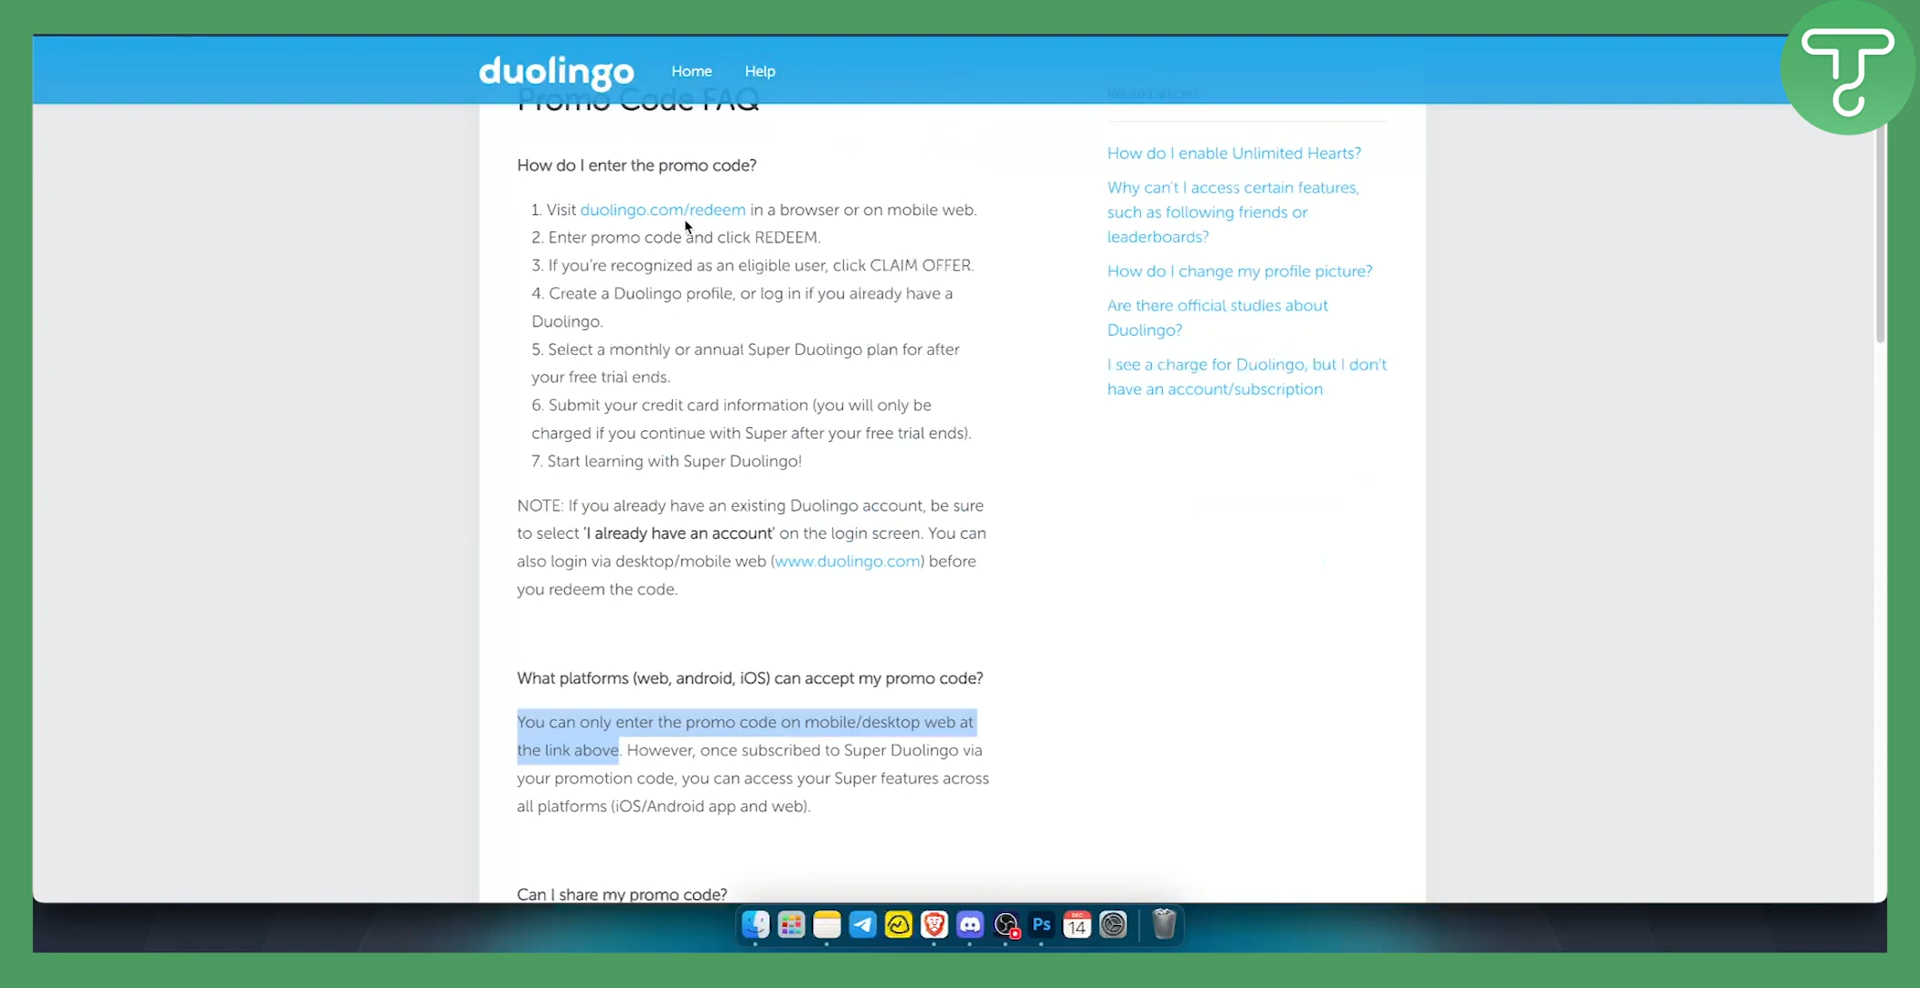 duolingo
Home
Help
Promo Code FAQ
How do I enter the promo code?
1. Visit duolingo.com/redeem in a browser or on mobile web.
2. Enter promo code and click REDEEM.
3. If you're recognized as an eligible user, click CLAIM OFFER.
4. Create a Duolingo profile, or log in if you already have a
Duolingo.
5. Select a monthly or annual Super Duolingo plan for after
your free trial ends.
6. Submit your credit card information (you will only be
charged if you continue with Super after your free trial ends).
7. Start learning with Super Duolingo!
NOTE: If you already have an existing Duolingo account, be sure
to select 'I already have an account' on the login screen. You can
also login via desktop/mobile web (www.duolingo.com) before
you redeem the code.
What platforms (web, android, iOS) can accept my promo code?
You can only enter the promo code on mobile/desktop web at
the link above. However, once subscribed to Super Duolingo via
your promotion code, you can access your Super features across
all platforms (iOS/Android app and web).
Can I share my promo code?
Related articles
How do I enable Unlimited Hearts?
Why can't I access certain features,
such as following friends or
leaderboards?
How do I change my profile picture?
Are there official studies about
Duolingo?
I see a charge for Duolingo, but I don't
have an account/subscription
Ps
DEC
14